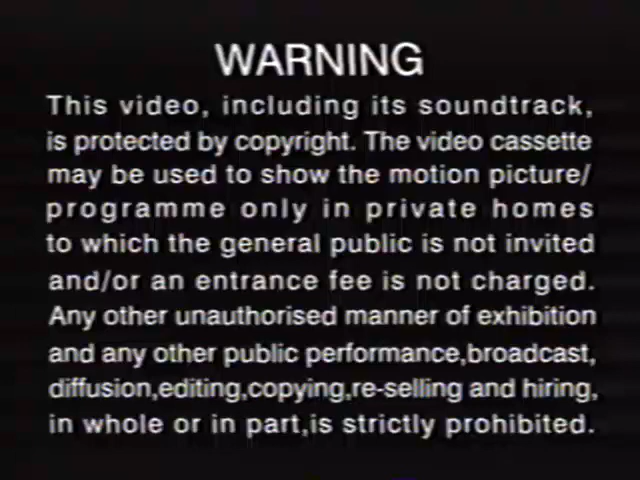 WARNING
This video, including its soundtrack,
is protected by copyright. The video cassette
may be used to show the motion picture/
programme only in private homes
to which the general public is not invited
and/or an entrance fee is not charged.
Any other unauthorised manner of exhibition
and any other public performance,broadcast,
diffusion,editing,copying,re-selling and hiring,
in whole or in part,is strictly prohibited.